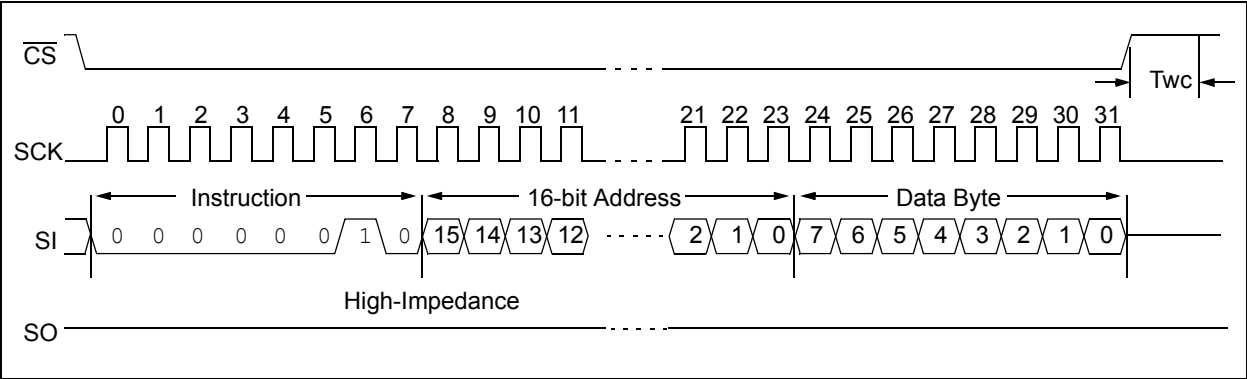 CS
Twc
0 1 2 3 4 5 6 7 8 9 10 11 21 22 23 24 25 26 27 28 29 30 31
SCK
Instruction 16-bit Address Data Byte
SI 0 0 0 0 0 0 1 0 15 14 13 12 2 1 0 7 6 5 4 3 2 1 0
High-Impedance
SO